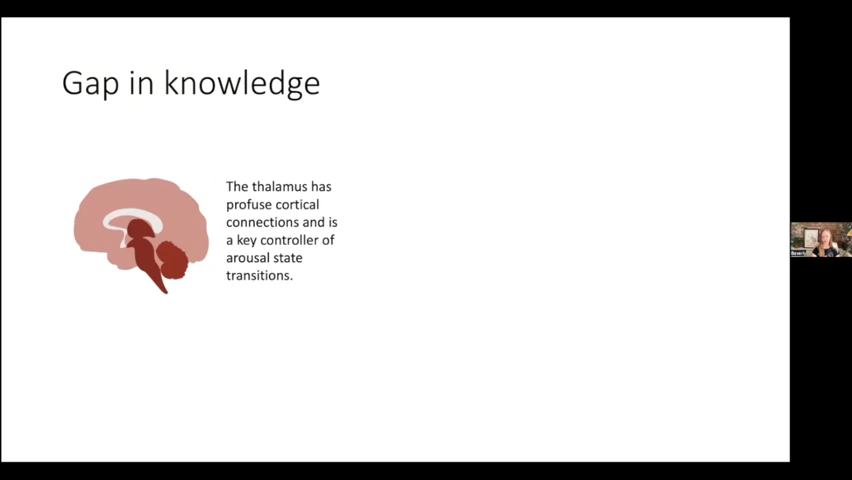 Gap in knowledge
The thalamus has
profuse cortical
connections and is
a key controller of
arousal state
transitions.